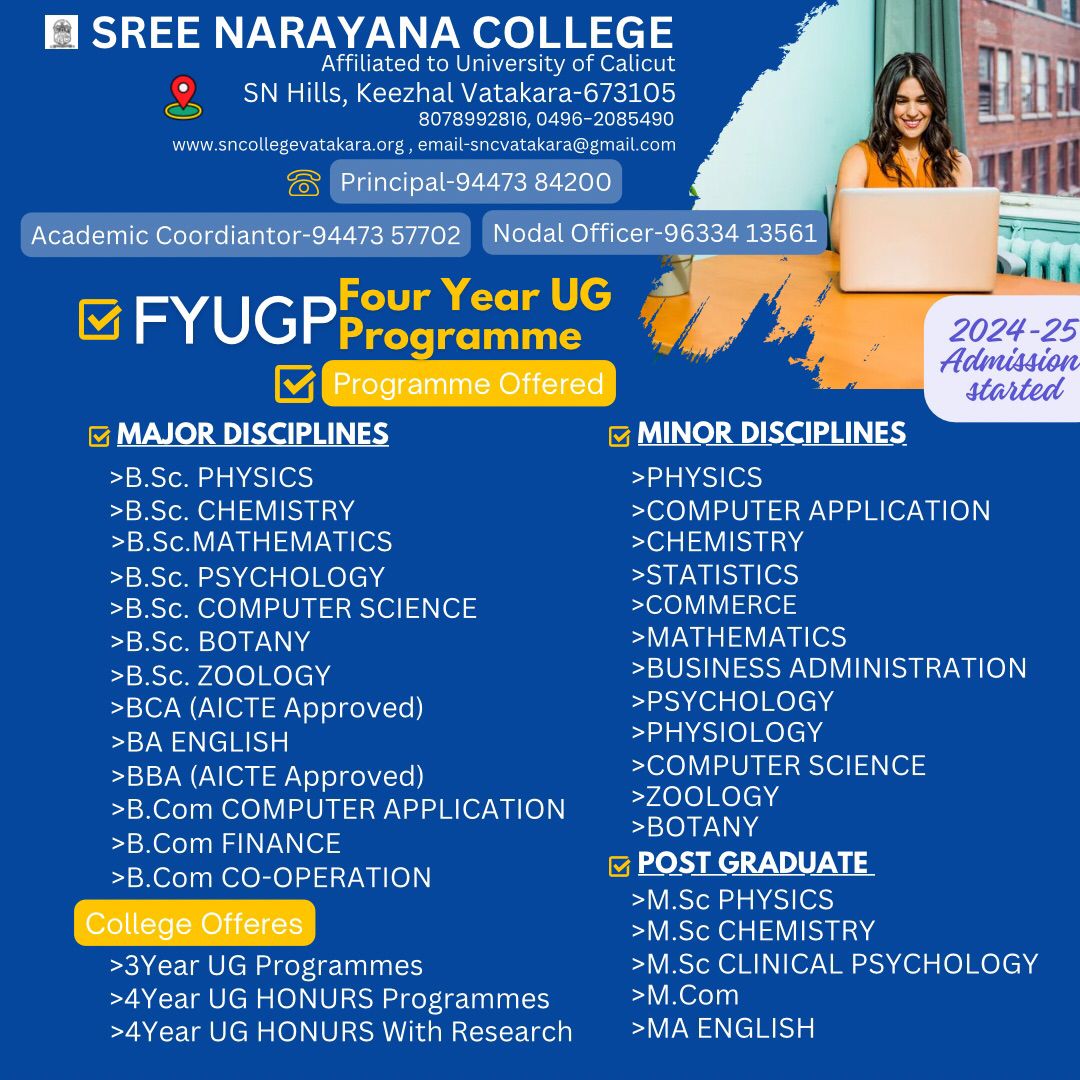 SREE NARAYANA COLLEGE
Affiliated to University of Calicut
SN Hills, Keezhal Vatakara-673105
8078992816, 0496-2085490
www.sncollegevatakara.org , email-sncvatakara@gmail.com
Principal-94473 84200
Academic Coordiantor-94473 57702
Nodal Officer-96334 13561
FYUGP
Four Year UG
Programme
2024-25
Admission
started
Programme Offered
MAJOR DISCIPLINES
>B.Sc. PHYSICS
>B.Sc. CHEMISTRY
>B.Sc.MATHEMATICS
>B.Sc. PSYCHOLOGY
>B.Sc. COMPUTER SCIENCE
>B.Sc. BOTANY
>B.Sc. ZOOLOGY
>BCA (AICTE Approved)
>BA ENGLISH
>BBA (AICTE Approved)
>B.Com COMPUTER APPLICATION
>B.Com FINANCE
>B.Com CO-OPERATION
College Offeres
>3Year UG Programmes
>4Year UG HONURS Programmes
>4Year UG HONURS With Research
MINOR DISCIPLINES
>PHYSICS
>COMPUTER APPLICATION
>CHEMISTRY
>STATISTICS
>COMMERCE
>MATHEMATICS
>BUSINESS ADMINISTRATION
>PSYCHOLOGY
>PHYSIOLOGY
>COMPUTER SCIENCE
>ZOOLOGY
>BOTANY
POST GRADUATE
>M.Sc PHYSICS
>M.Sc CHEMISTRY
>M.Sc CLINICAL PSYCHOLOGY
>M.Com
>MA ENGLISH